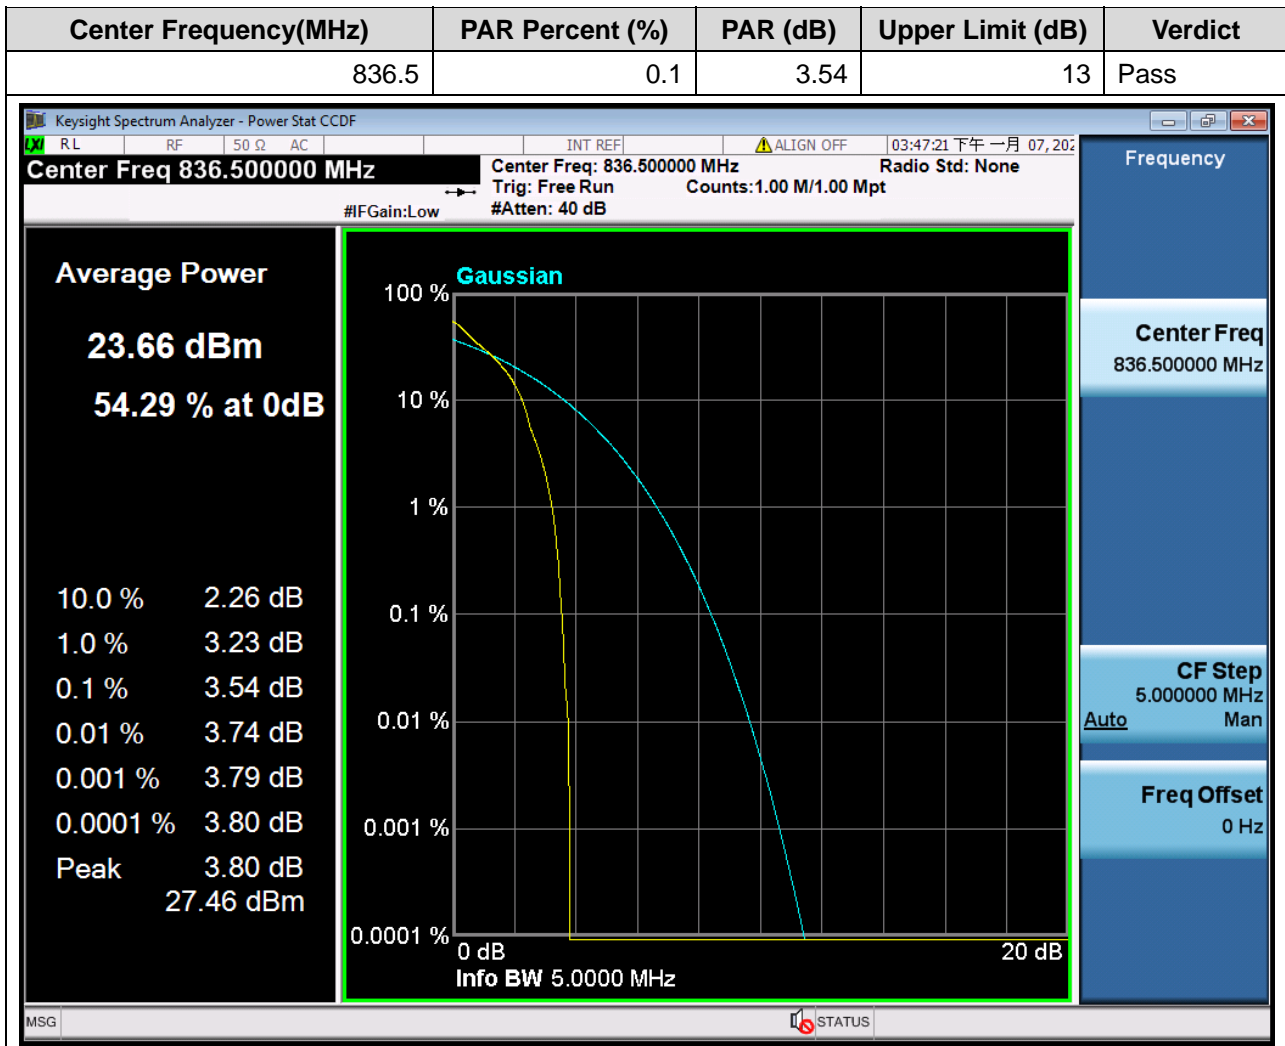 Center Frequency(MHz) PAR Percent (%) PAR (dB) Upper Limit (dB) Verdict
836.5 0.1 3.54 13 Pass
Keysight Spectrum Analyzer - Power Stat CCDF
LXI RL RF 50 Ω AC INT REF ALIGN OFF 03:47:21 下午 一月 07, 202
Center Freq 836.500000 MHz
Center Freq: 836.500000 MHz Radio Std: None
Trig: Free Run Counts:1.00 M/1.00 Mpt
#IFGain:Low #Atten: 40 dB
Average Power
23.66 dBm
54.29 % at 0dB
10.0 % 2.26 dB
1.0 % 3.23 dB
0.1 % 3.54 dB
0.01 % 3.74 dB
0.001 % 3.79 dB
0.0001 % 3.80 dB
Peak 3.80 dB
27.46 dBm
Gaussian
100 %
10 %
1 %
0.1 %
0.01 %
0.001 %
0.0001 %
0 dB 20 dB
Info BW 5.0000 MHz
Frequency
Center Freq
836.500000 MHz
CF Step
5.000000 MHz
Auto Man
Freq Offset
0 Hz
MSG STATUS